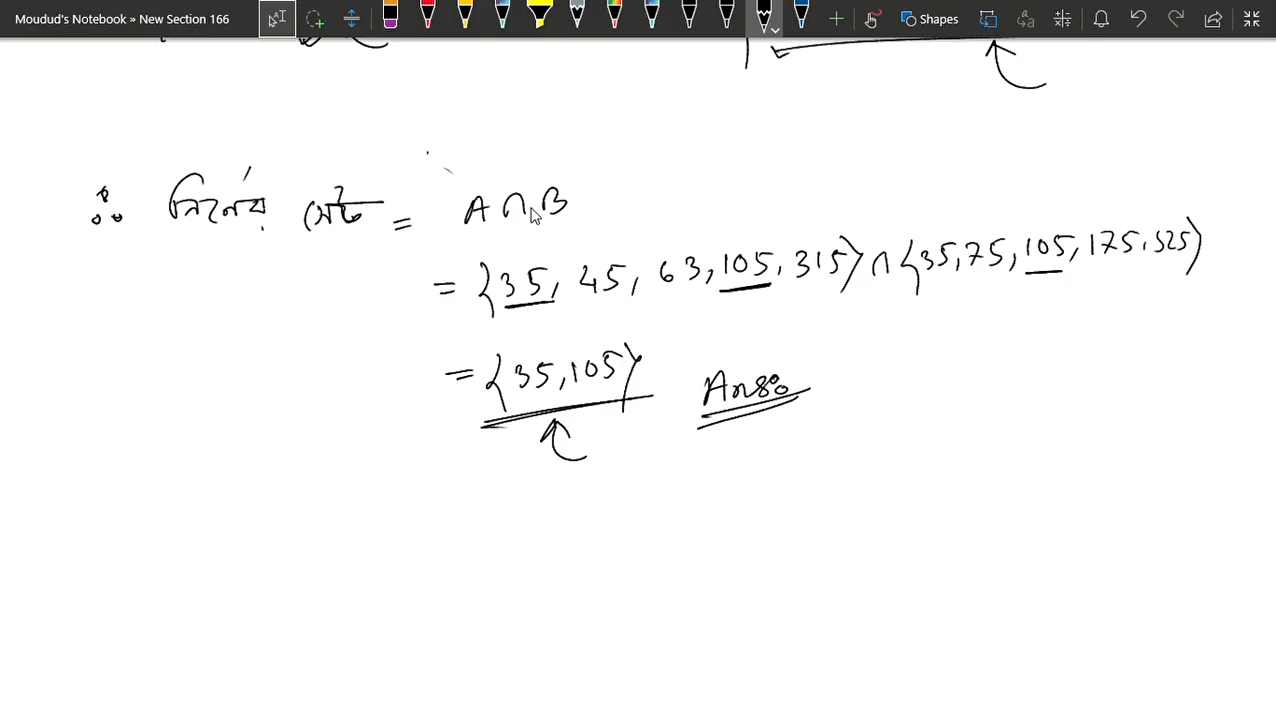 Moudud's Notebook » New Section 166
Shapes
∴ নির্ণেয় সেট = A∩B
= {35, 45, 63, 105, 315} ∩ {35, 75, 105, 175, 525}
= {35, 105} Ans: